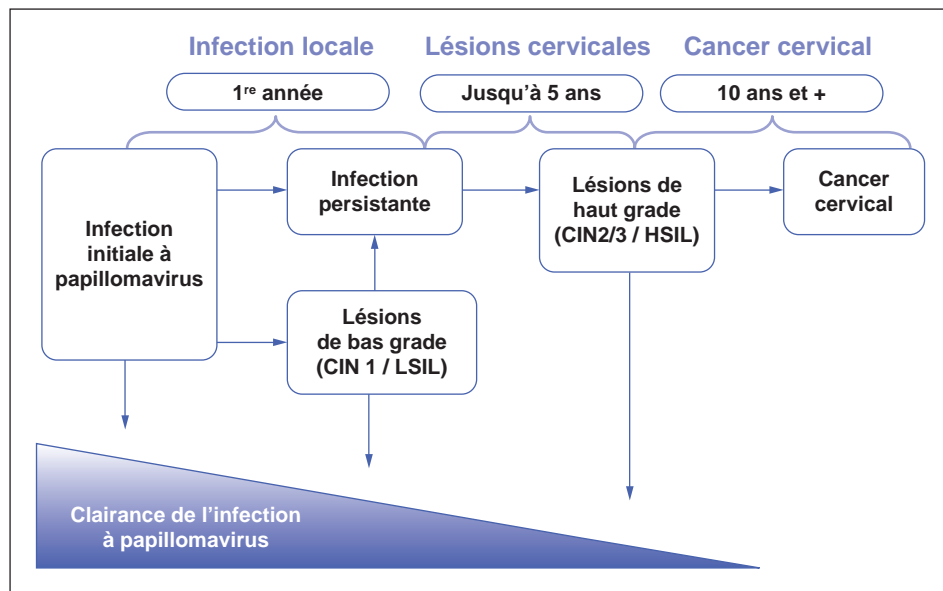 Infection locale
Lésions cervicales
Cancer cervical
1re année
Jusqu’à 5 ans
10 ans et +
Infection
initiale à
papillomavirus
Infection
persistante
Lésions de
haut grade
(CIN2/3 / HSIL)
Cancer
cervical
Lésions
de bas grade
(CIN 1 / LSIL)
Clairance de l’infection
à papillomavirus